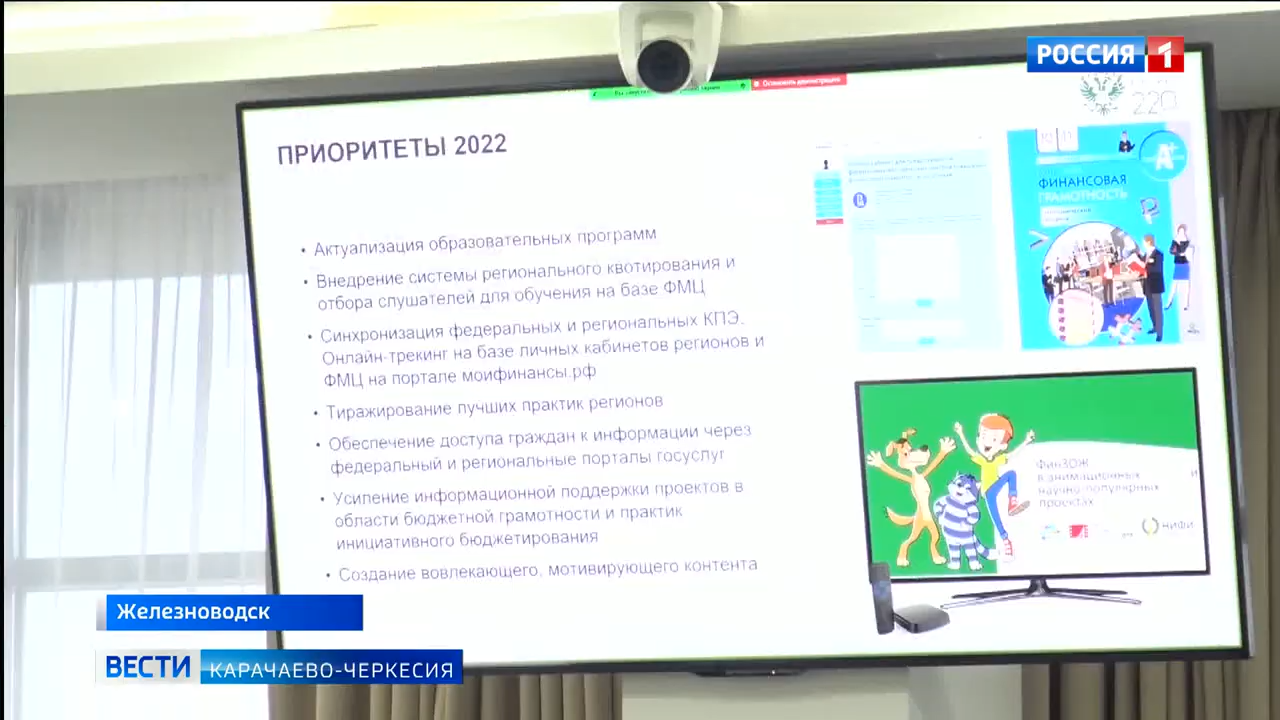 РОССИЯ 1
220
ПРИОРИТЕТЫ 2022
• Актуализация образовательных программ
• Внедрение системы регионального квотирования и
отбора слушателей для обучения на базе ФМЦ
• Синхронизация федеральных и региональных КПЭ.
Онлайн-трекинг на базе личных кабинетов регионов и
ФМЦ на портале моифинансы.рф
• Тиражирование лучших практик регионов
• Обеспечение доступа граждан к информации через
федеральный и региональные порталы госуслуг
• Усиление информационной поддержки проектов в
области бюджетной грамотности и практик
инициативного бюджетирования
• Создание вовлекающего, мотивирующего контента
A+
ФИНАНСОВАЯ
ГРАМОТНОСТЬ
ФинЗОЖ и
в анимационных
научно-популярных
проектах
НИФИ
Железноводск
ВЕСТИ КАРАЧАЕВО-ЧЕРКЕСИЯ